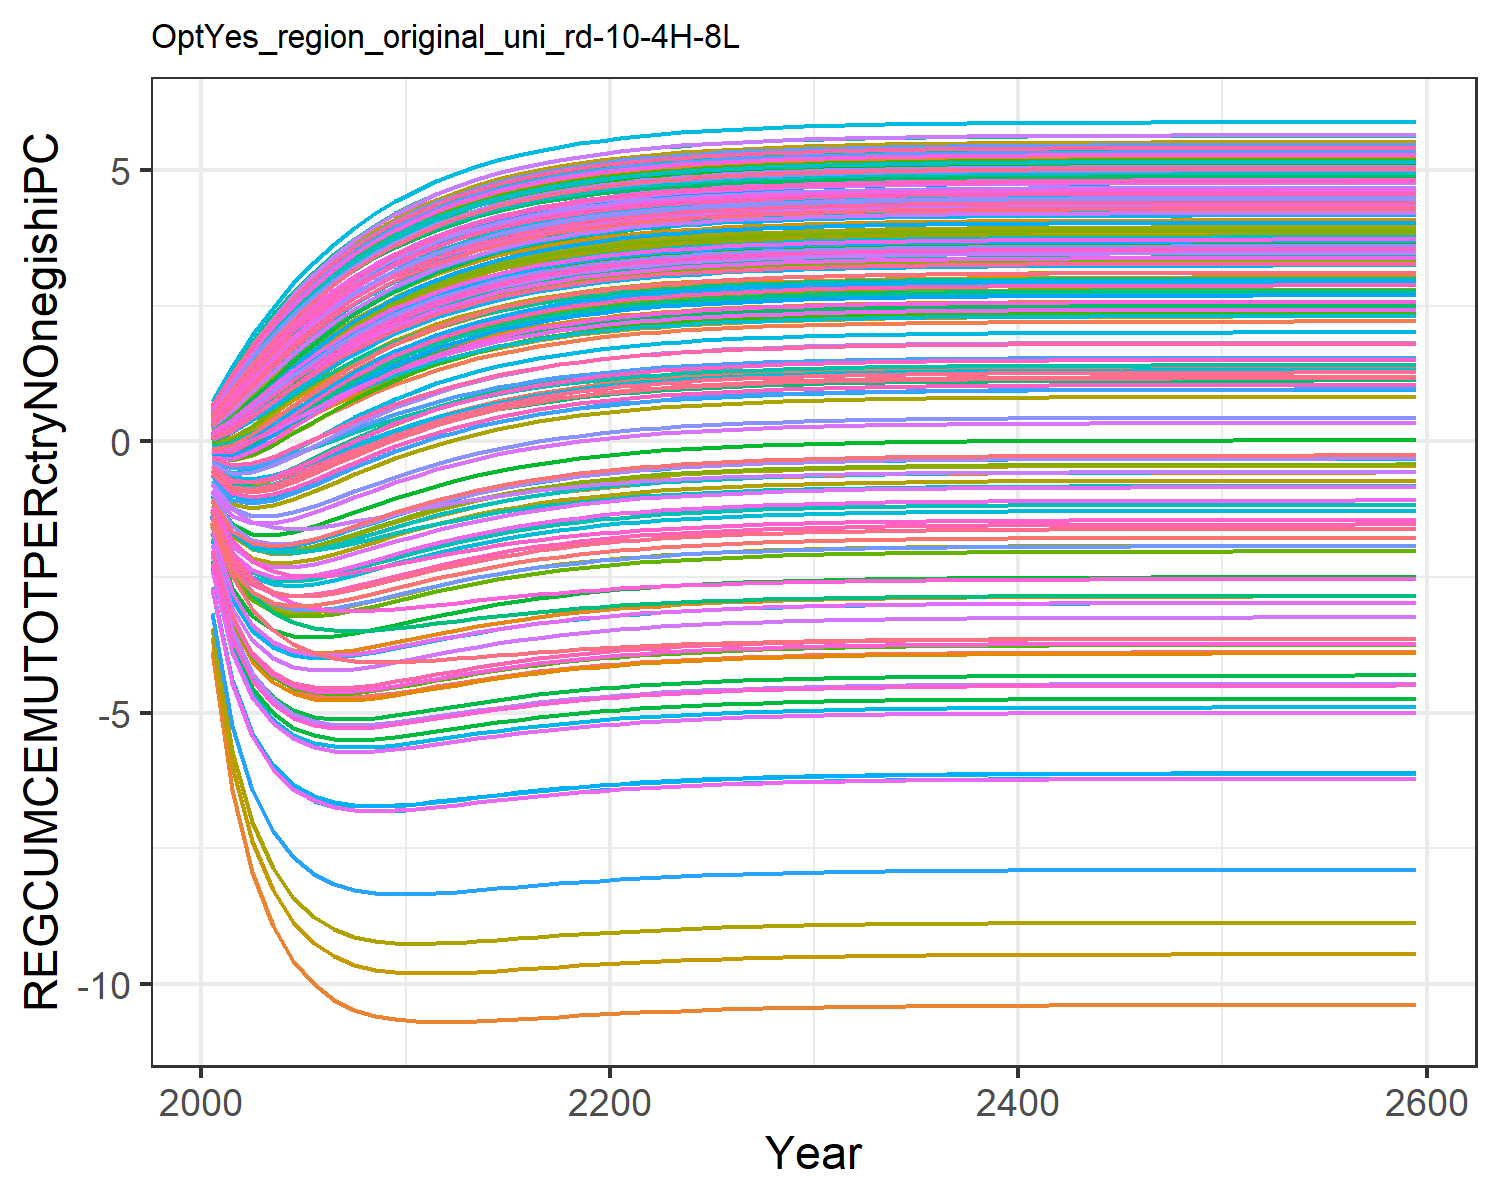 OptYes_region_original_uni_rd-10-4H-8L
REGCUMCEMUTOTPERctryNOnegishiPC
5
0
-5
-10
2000
2200
2400
2600
Year